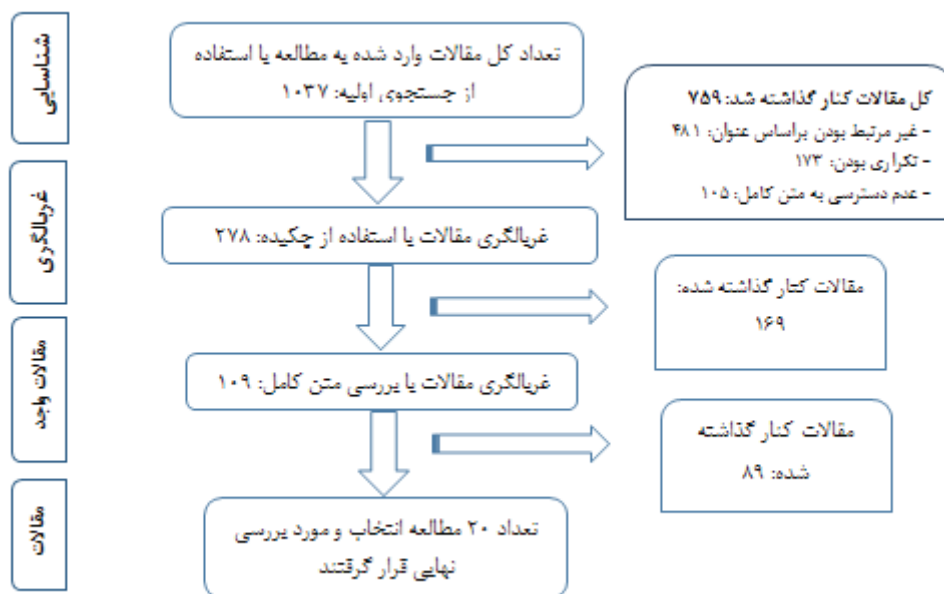 شناسایی
تعداد کل مقالات وارد شده به مطالعه با استفاده
از جستجوی اولیه: ۱۰۳۷
کل مقالات کنار گذاشته شد: ۷۵۹
- غیر مرتبط بودن براساس عنوان: ۴۸۱
- تکراری بودن: ۱۷۳
- عدم دسترسی به متن کامل: ۱۰۵
غربالگری
غربالگری مقالات با استفاده از چکیده: ۲۷۸
مقالات کنار گذاشته شده:
۱۶۹
مقالات واجد
غربالگری مقالات با بررسی متن کامل: ۱۰۹
مقالات کنار گذاشته
شده: ۸۹
مقالات
تعداد ۲۰ مطالعه انتخاب و مورد بررسی
نهایی قرار گرفتند